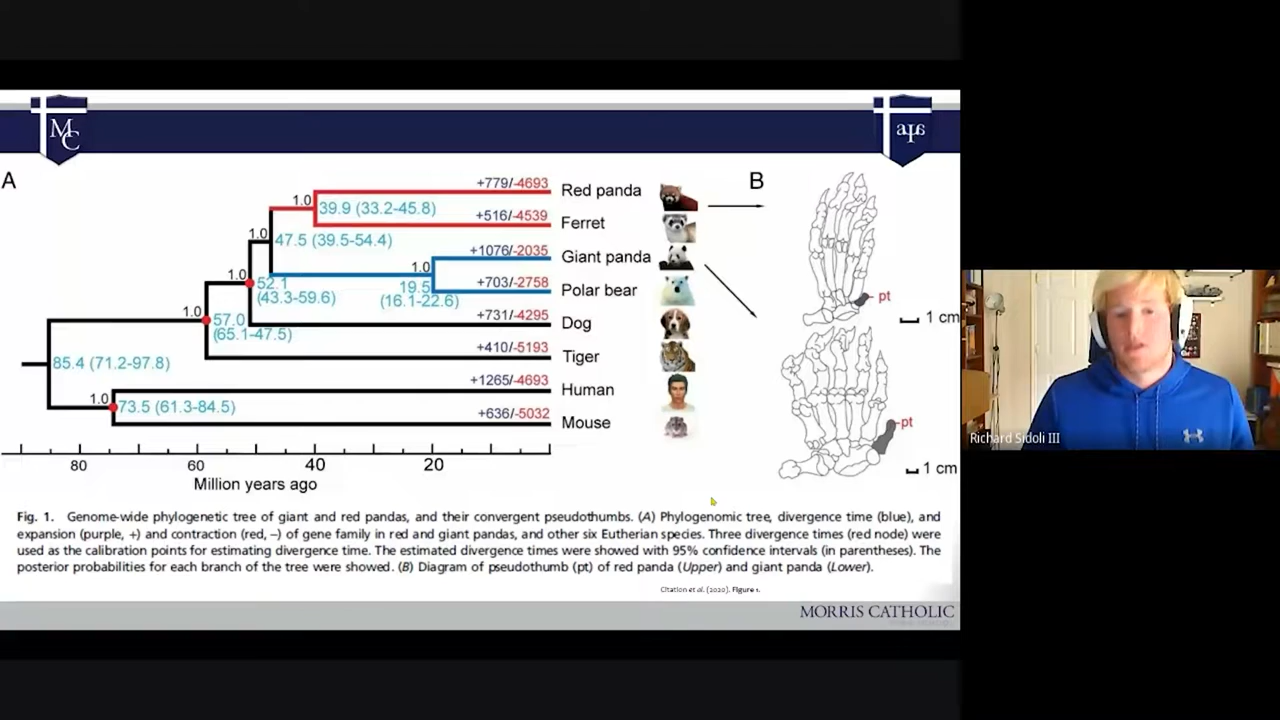 MC
A
B
+779/-4693
Red panda
1.0
39.9 (33.2-45.8)
+516/-4539
Ferret
1.0
47.5 (39.5-54.4)
+1076/-2035
Giant panda
1.0
1.0
52.1
(43.3-59.6)
19.5
(16.1-22.6)
+703/-2758
Polar bear
pt
1 cm
1.0
57.0
(65.1-47.5)
+731/-4295
Dog
+410/-5193
Tiger
85.4 (71.2-97.8)
+1265/-4693
Human
1.0
73.5 (61.3-84.5)
+636/-5032
Mouse
pt
1 cm
80
60
40
20
Million years ago
Richard Sidoli III
Fig. 1. Genome-wide phylogenetic tree of giant and red pandas, and their convergent pseudothumbs. (A) Phylogenomic tree, divergence time (blue), and
expansion (purple, +) and contraction (red, –) of gene family in red and giant pandas, and other six Eutherian species. Three divergence times (red node) were
used as the calibration points for estimating divergence time. The estimated divergence times were showed with 95% confidence intervals (in parentheses). The
posterior probabilities for each branch of the tree were showed. (B) Diagram of pseudothumb (pt) of red panda (Upper) and giant panda (Lower).
Citation et al. (2020). Figure 1.
MORRIS CATHOLIC